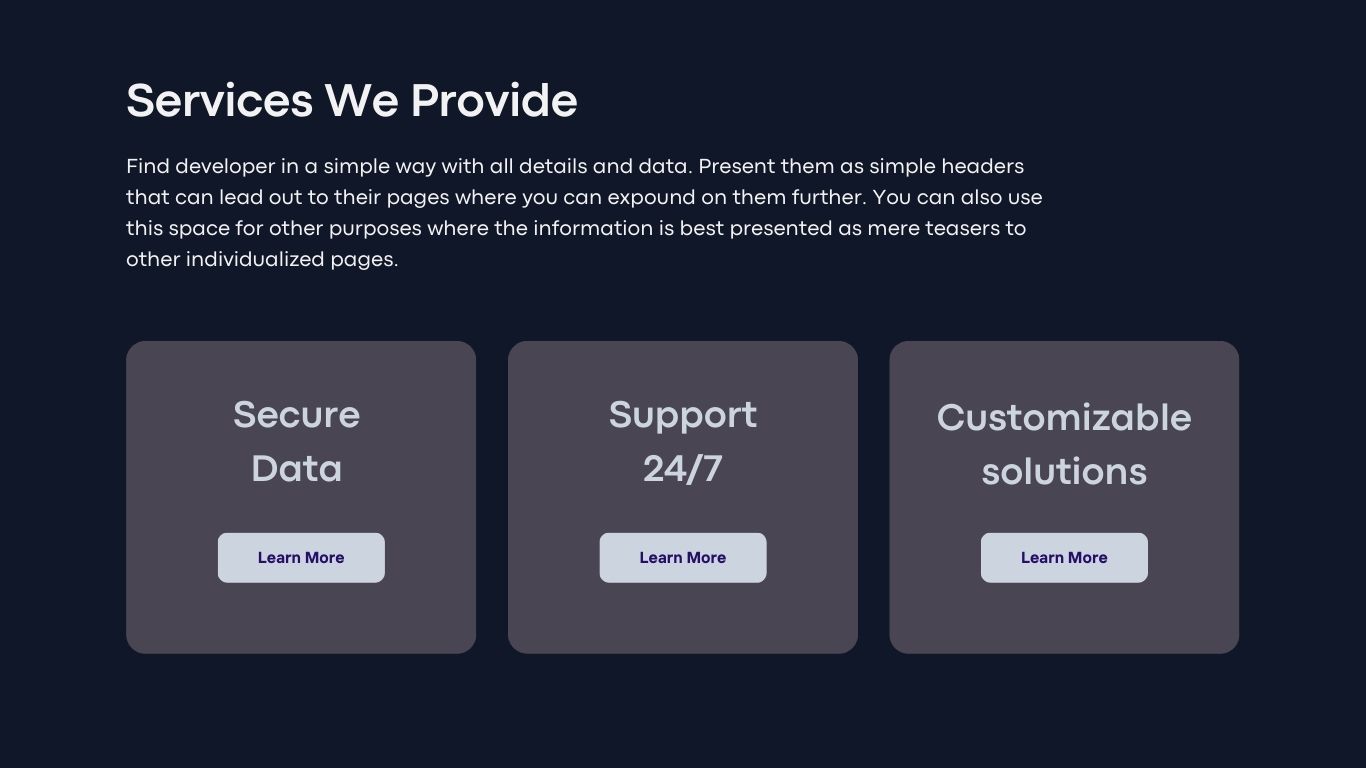 Services We Provide
Find developer in a simple way with all details and data. Present them as simple headers
that can lead out to their pages where you can expound on them further. You can also use
this space for other purposes where the information is best presented as mere teasers to
other individualized pages.
Secure
Data
Learn More
Support
24/7
Learn More
Customizable
solutions
Learn More